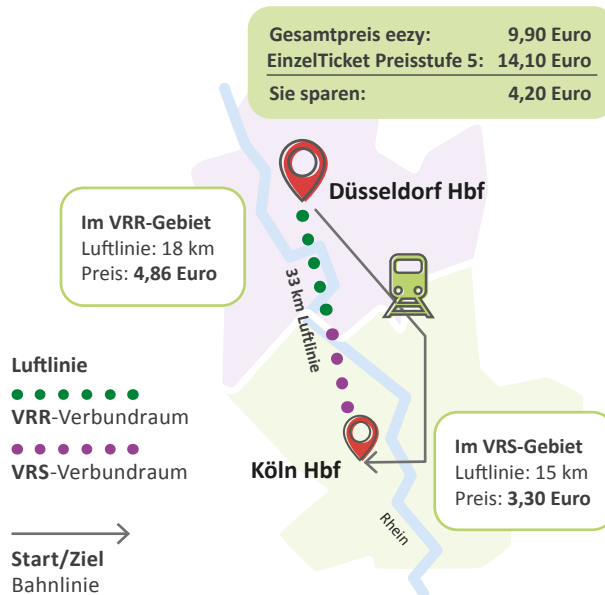 Gesamtpreis eezy: 9,90 Euro
EinzelTicket Preisstufe 5: 14,10 Euro
Sie sparen: 4,20 Euro
Düsseldorf Hbf
Im VRR-Gebiet
Luftlinie: 18 km
Preis: 4,86 Euro
33 km Luftlinie
Luftlinie
VRR-Verbundraum
VRS-Verbundraum
Köln Hbf
Im VRS-Gebiet
Luftlinie: 15 km
Preis: 3,30 Euro
Rhein
Start/Ziel
Bahnlinie